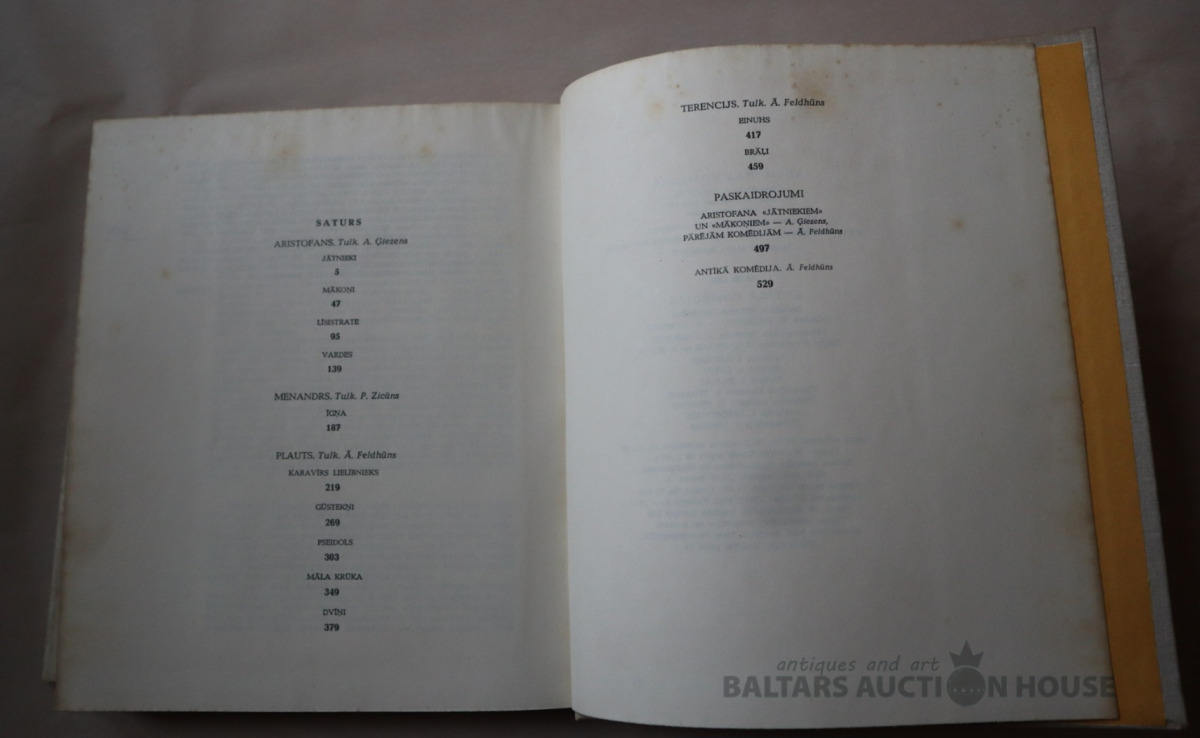 SATURS
ARISTOFANS. Tulk. A. Ģiezens
JĀTNIEKI
5
MĀKOŅI
47
LĪSISTRATE
95
VARDES
139
MENANDRS. Tulk. P. Zicāns
ĪGŅA
187
PLAUTS. Tulk. Ā. Feldhūns
KARAVĪRS LIELĪBNIEKS
219
GŪSTEKŅI
269
PSEIDOLS
303
MĀLA KRŪKA
349
DVĪŅI
379
TERENCIJS. Tulk. Ā. Feldhūns
EINUHS
417
BRĀĻI
459
PASKAIDROJUMI
ARISTOFANA «JĀTNIEKIEM»
UN «MĀKOŅIEM» — A. Ģiezens,
PĀRĒJĀM KOMĒDIJĀM — Ā. Feldhūns
497
ANTĪKĀ KOMĒDIJA. Ā. Feldhūns
529
antiques and art
BALTARS AUCTION HOUSE